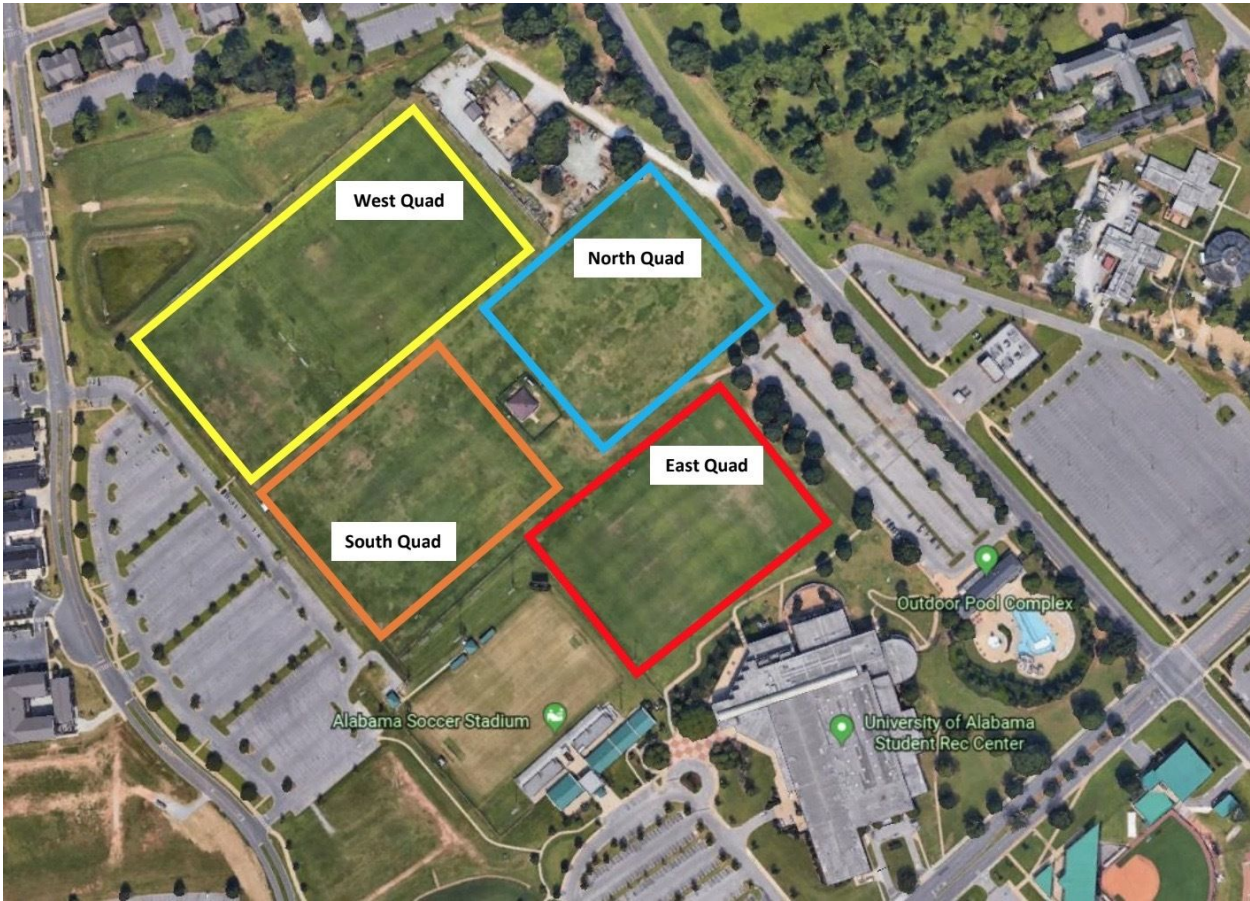 West Quad
North Quad
East Quad
South Quad
Outdoor Pool Complex
Alabama Soccer Stadium
University of Alabama
Student Rec Center